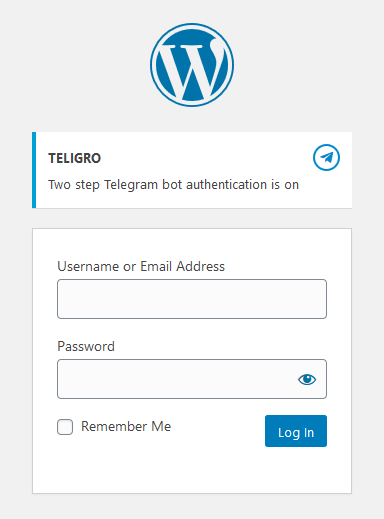 TELIGRO
Two step Telegram bot authentication is on
Username or Email Address
Password
Remember Me
Log In